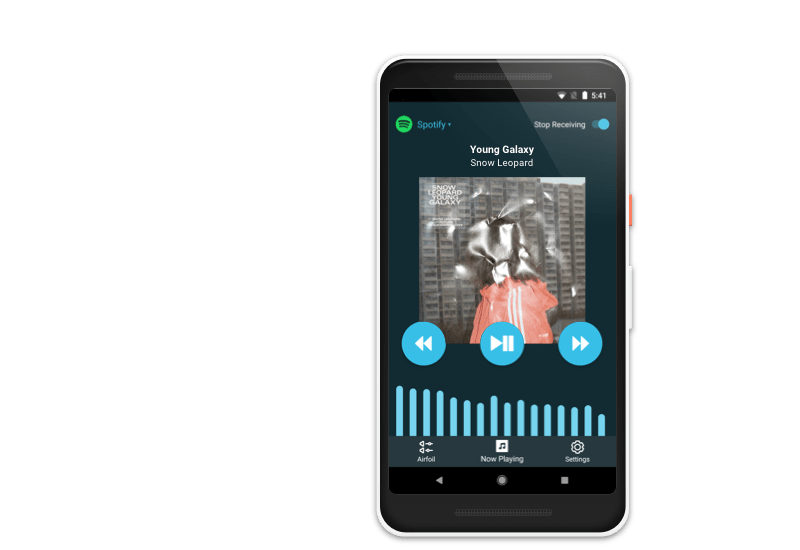 5:41
Spotify
Stop Receiving
Young Galaxy
Snow Leopard
SNOW
LEOPARD
YOUNG
GALAXY
Airfoil
Now Playing
Settings